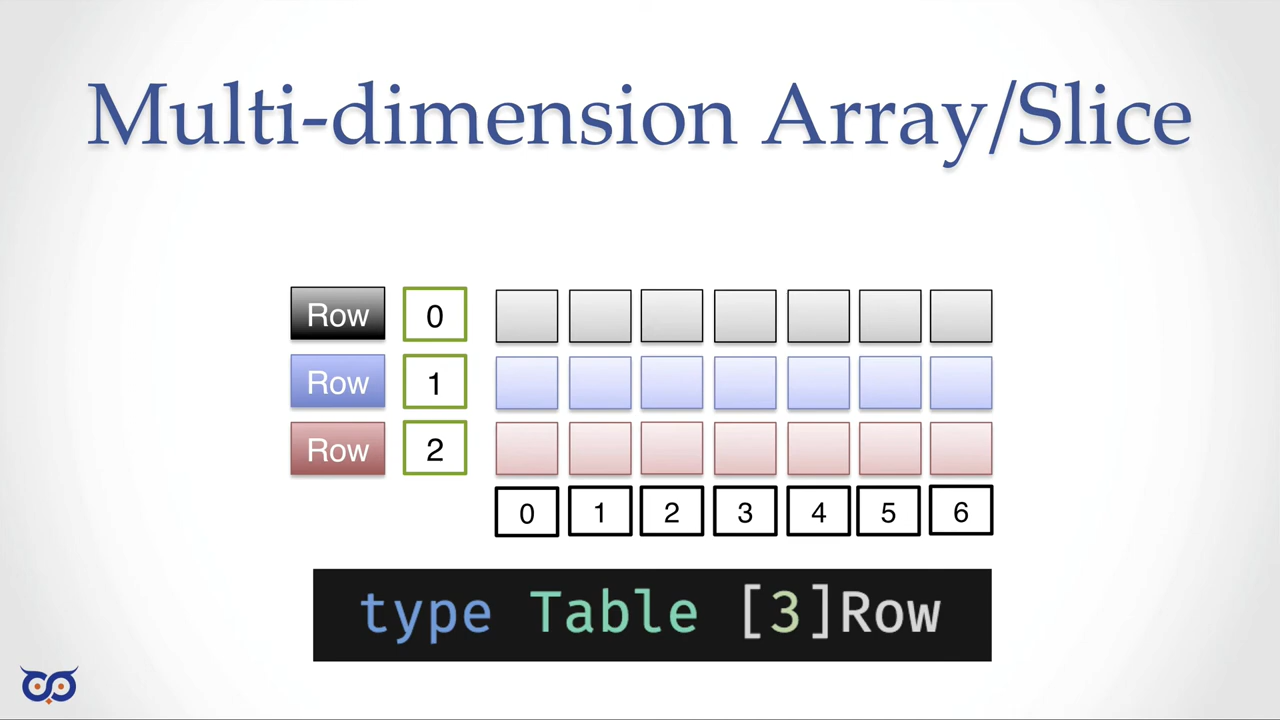 Multi-dimension Array/Slice
Row 0
Row 1
Row 2
0 1 2 3 4 5 6
type Table [3]Row